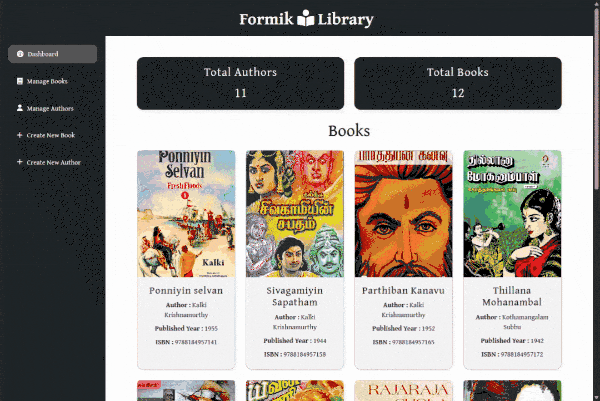 Formik Library
Dashboard
Manage Books
Manage Authors
Create New Book
Create New Author
Total Authors
11
Total Books
12
Books
Ponniyin
Selvan
Fresh Floods
1
Kalki
சிவகாமியின்
சபதம்
பார்த்திபன் கனவு
தில்லானா
மோகனாம்பாள்
Ponniyin selvan
Author : Kalki
Krishnamurthy
Published Year : 1955
ISBN : 9788184957341
Sivagamiyin
Sapatham
Author : Kalki
Krishnamurthy
Published Year : 1944
ISBN : 9788184957158
Parthiban Kanavu
Author : Kalki
Krishnamurthy
Published Year : 1952
ISBN : 9788184957165
Thillana
Mohanambal
Author : Kothamangalam
Subbu
Published Year : 1942
ISBN : 9788184957172
RAJARAJA